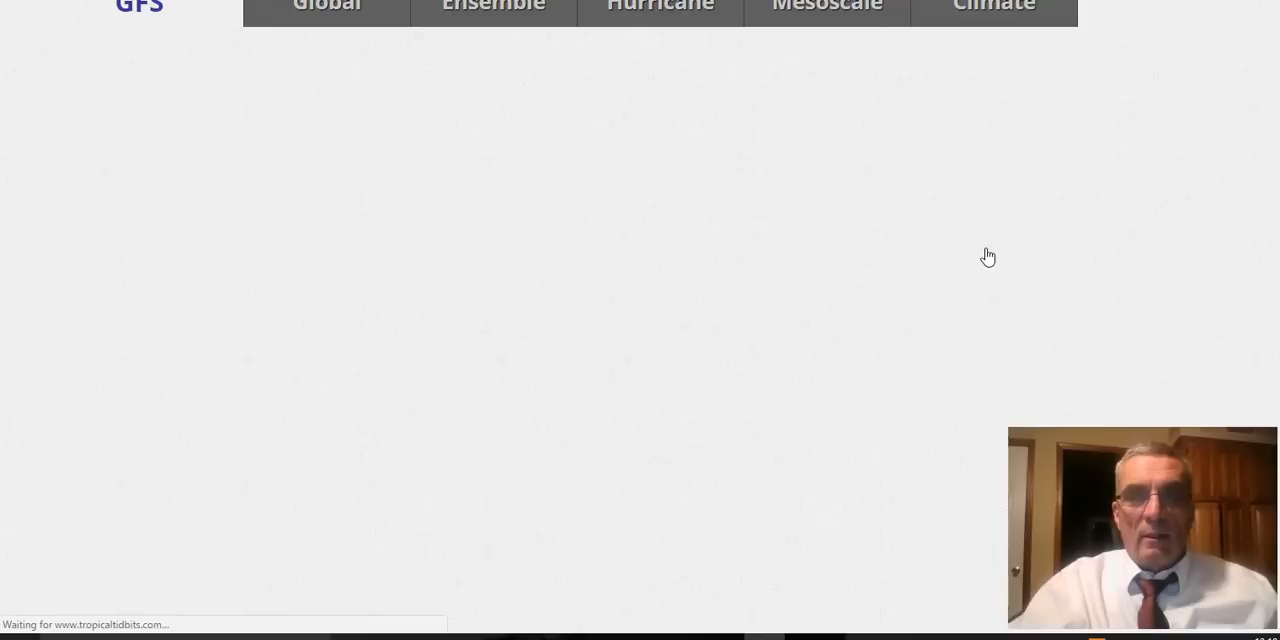 GFS
Global
Ensemble
Hurricane
Mesoscale
Climate
Waiting for www.tropicaltidbits.com...